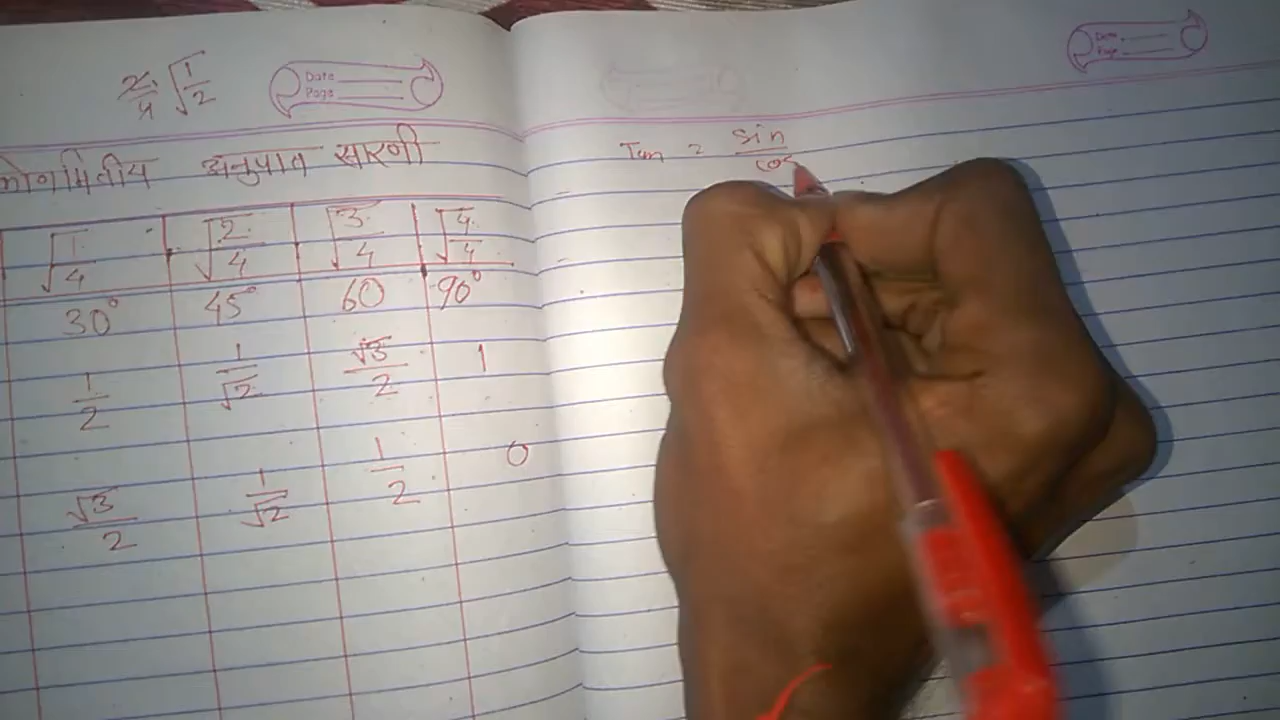 2/4 √1/2
Date
Page
कोणमितीय अनुपात सारणी
√1/4 √2/4 √3/4 √4/4
30° 45° 60 90°
1/2 1/√2 √3/2 1
√3/2 1/√2 1/2 0
Date
Page
Tan = sin/cos